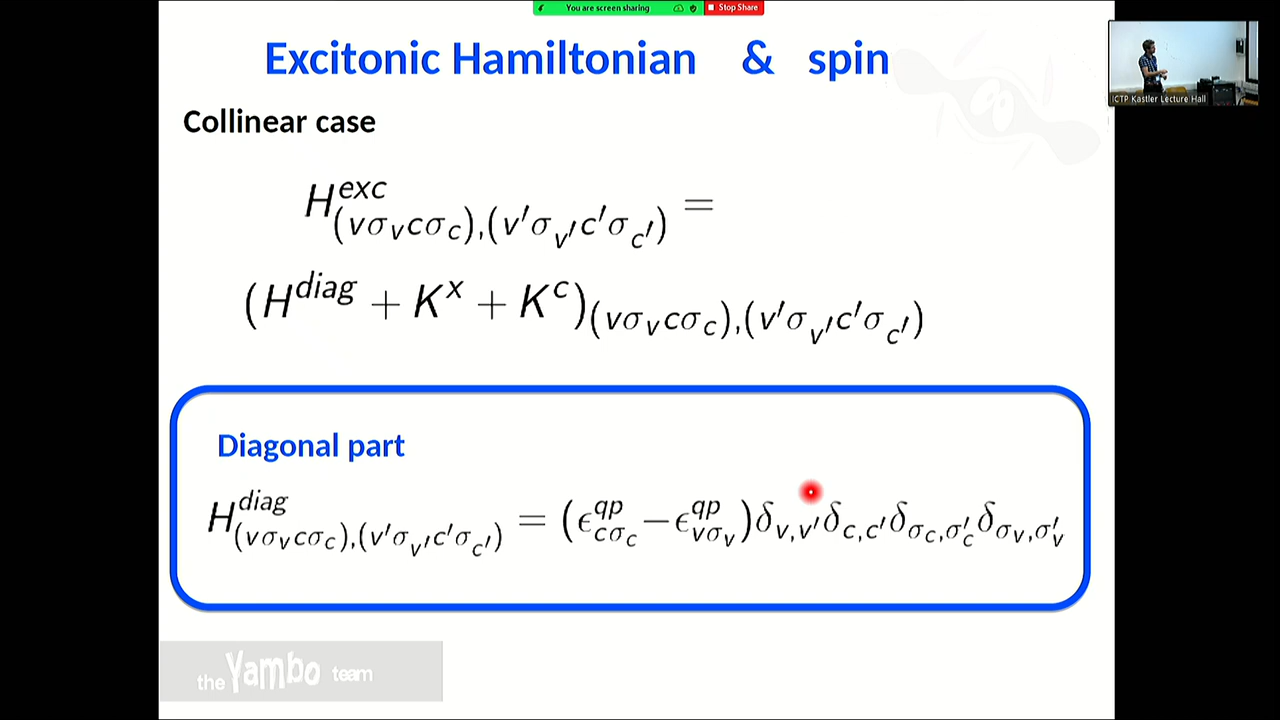 You are screen sharing
Stop Share
Excitonic Hamiltonian & spin
ICTP Kastler Lecture Hall
Collinear case
H^{exc}_{(vσ_v cσ_c),(v'σ_{v'} c'σ_{c'})} =
(H^{diag} + K^x + K^c)_{(vσ_v cσ_c),(v'σ_{v'} c'σ_{c'})}
Diagonal part
H^{diag}_{(vσ_v cσ_c),(v'σ_{v'} c'σ_{c'})} = (ϵ^{qp}_{cσ_c} − ϵ^{qp}_{vσ_v})δ_{v,v'}δ_{c,c'}δ_{σ_c,σ'_c}δ_{σ_v,σ'_v}
the Yambo team